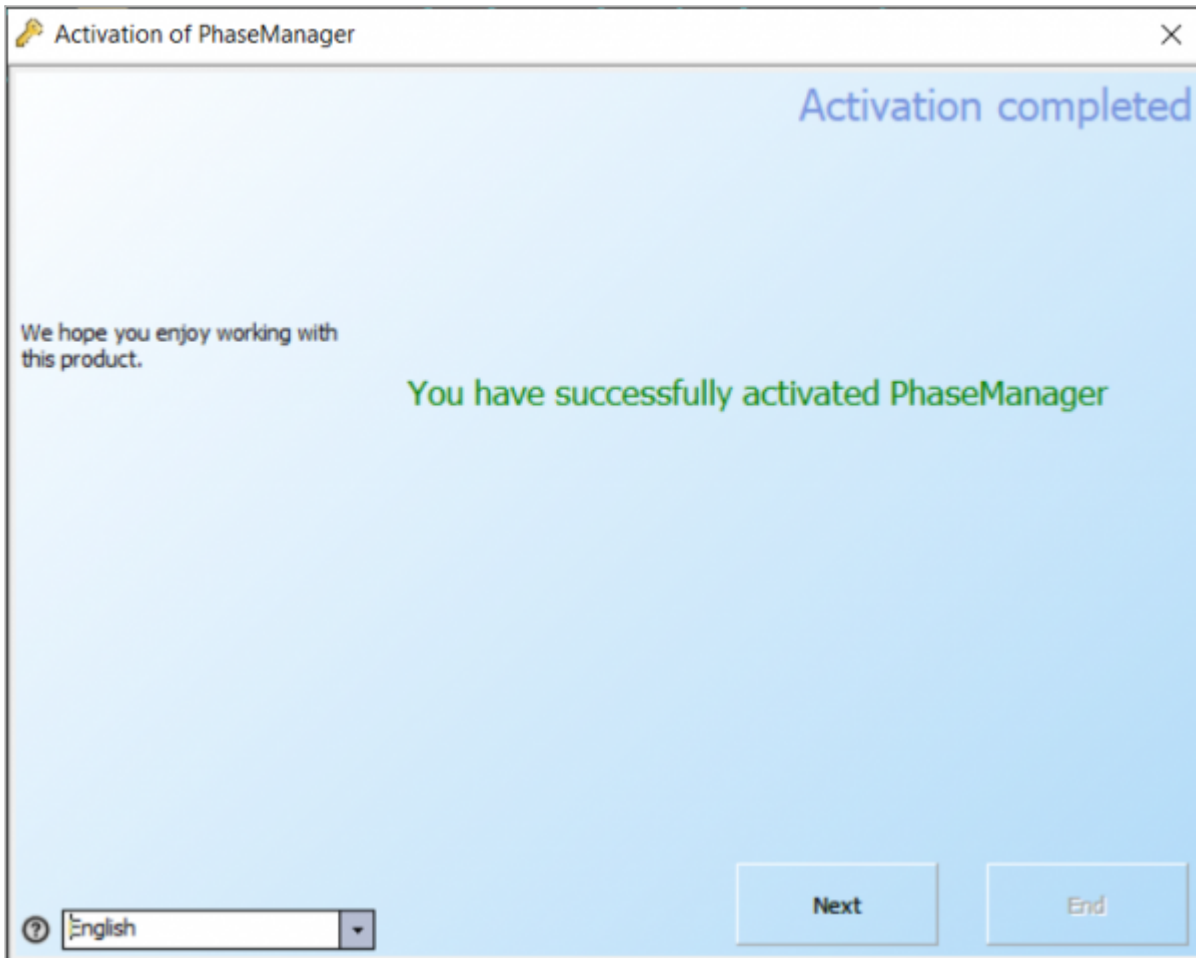 Activation of PhaseManager
Activation completed
We hope you enjoy working with
this product.
You have successfully activated PhaseManager
Next
End
English